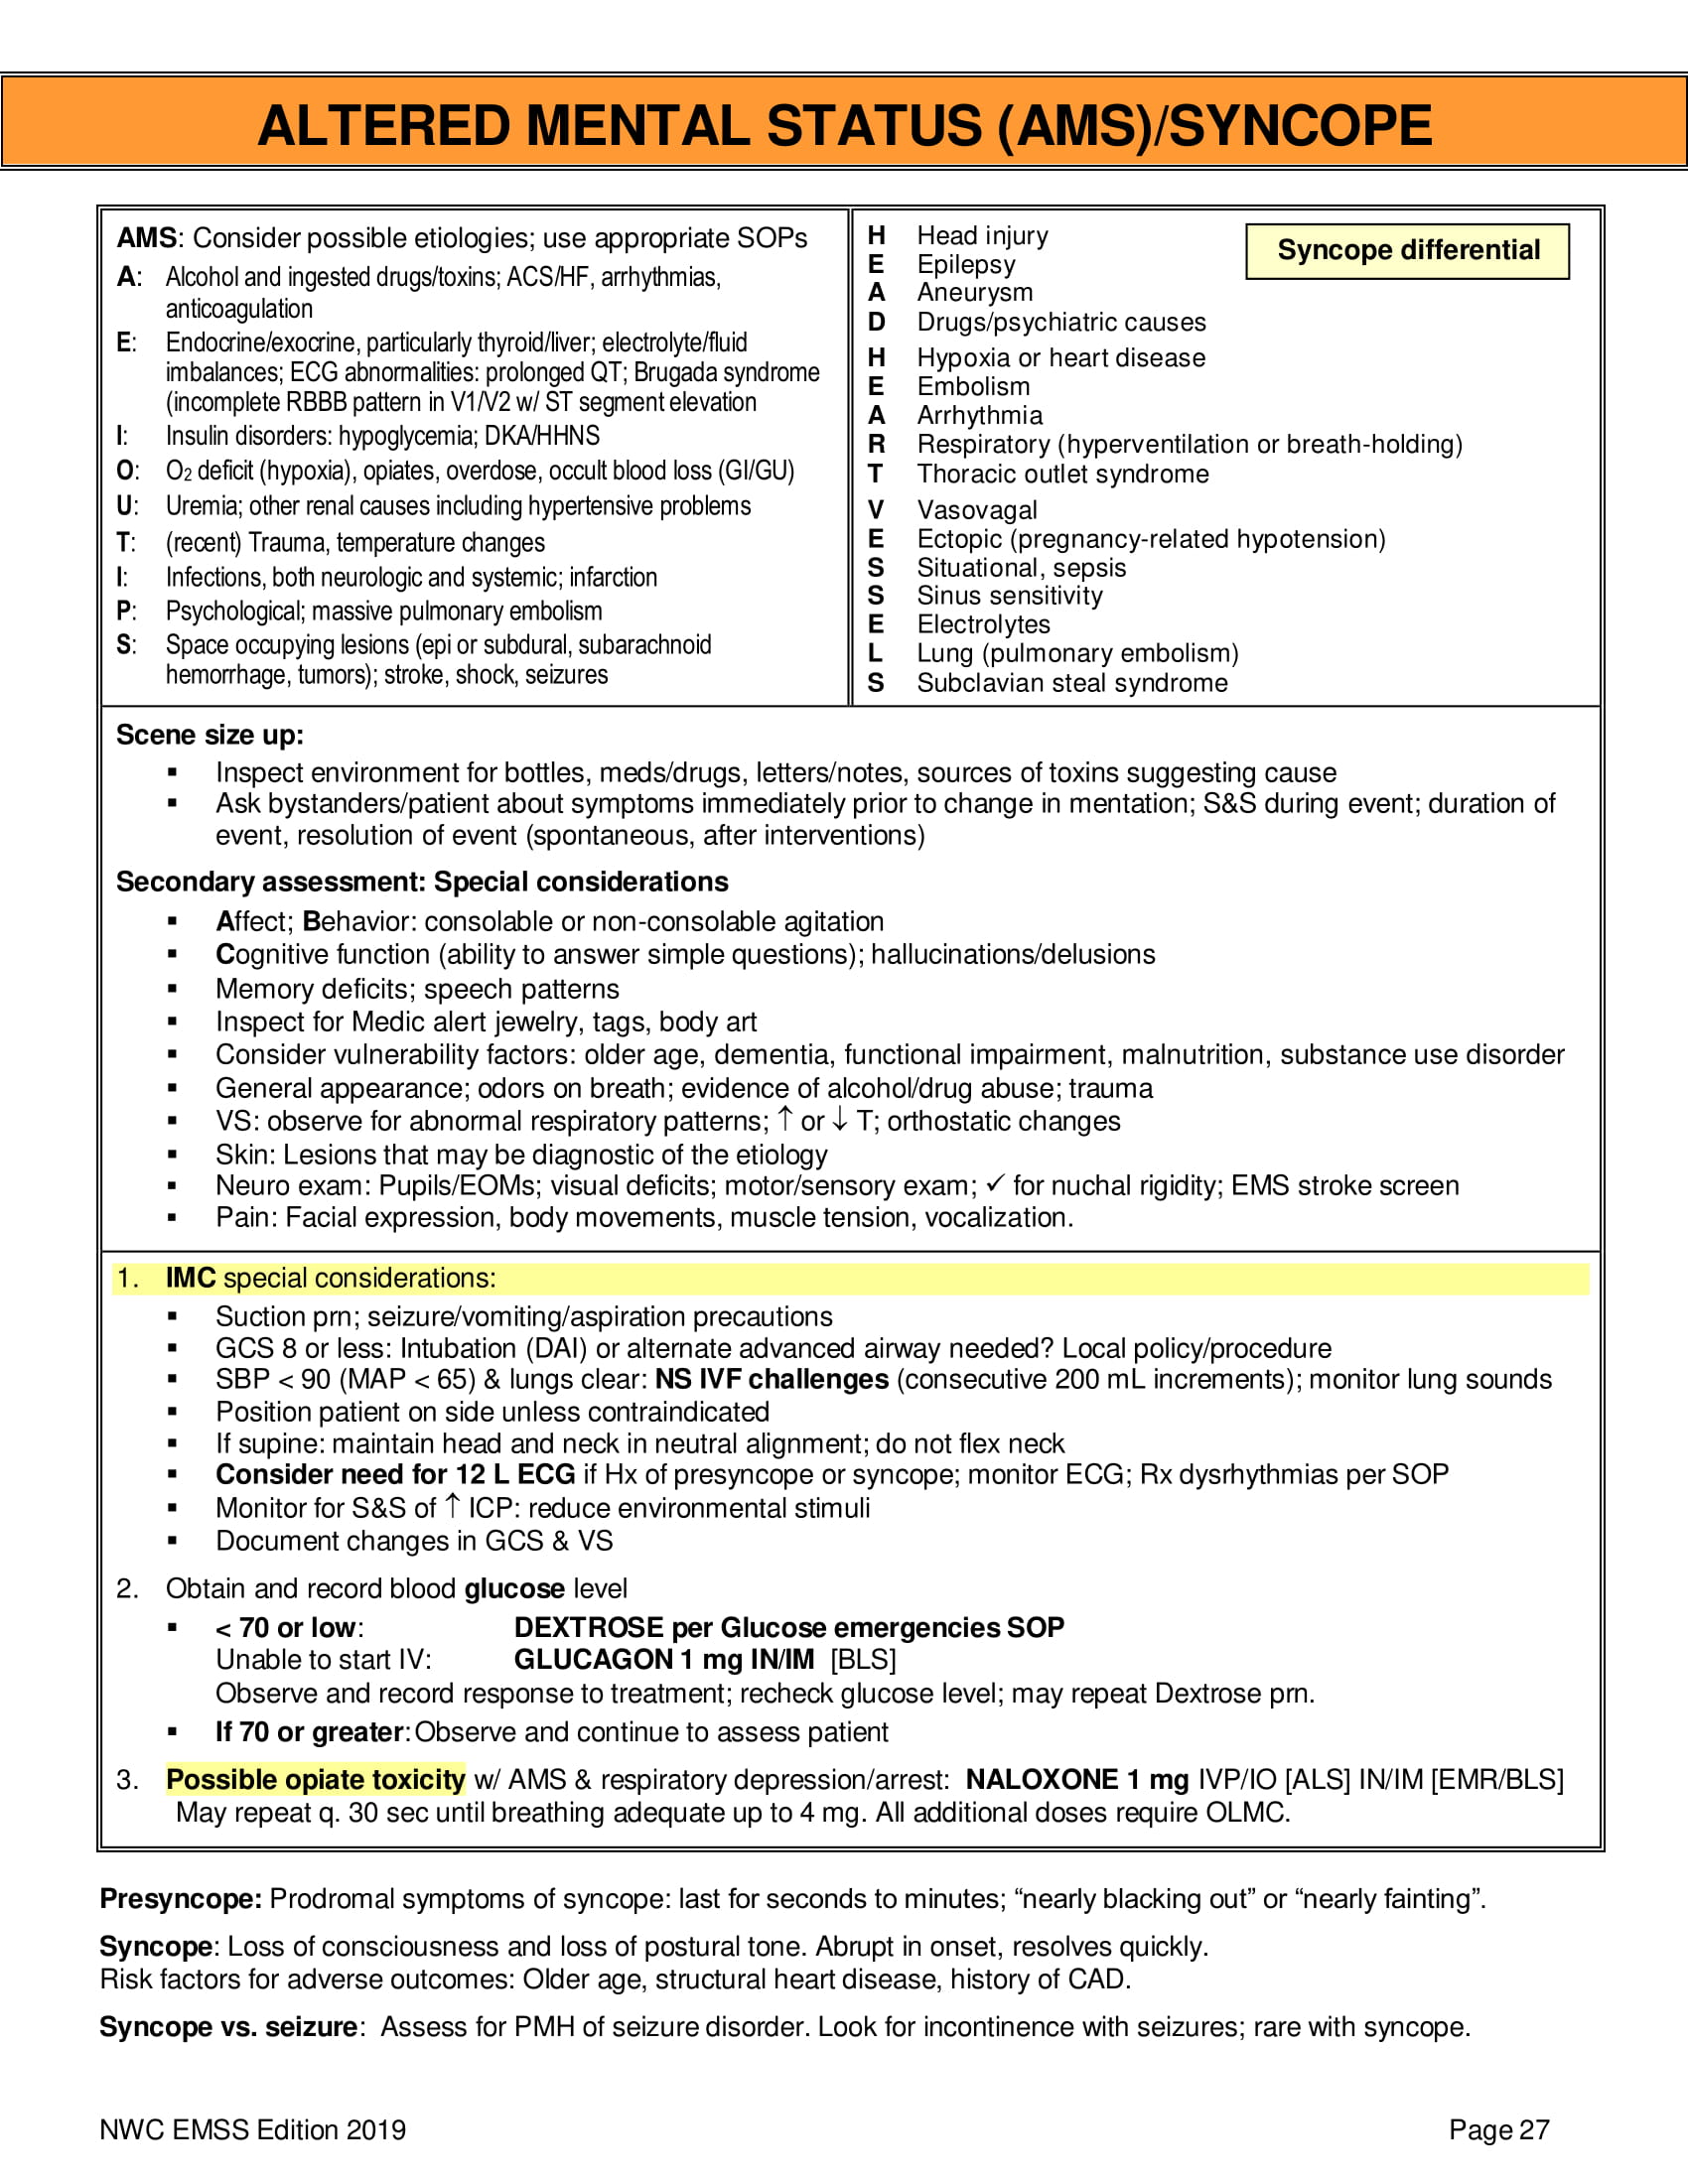 ALTERED MENTAL STATUS (AMS)/SYNCOPE
AMS: Consider possible etiologies; use appropriate SOPs
A: Alcohol and ingested drugs/toxins; ACS/HF, arrhythmias,
anticoagulation
E: Endocrine/exocrine, particularly thyroid/liver; electrolyte/fluid
imbalances; ECG abnormalities: prolonged QT; Brugada syndrome
(incomplete RBBB pattern in V1/V2 w/ ST segment elevation
I: Insulin disorders: hypoglycemia; DKA/HHNS
O: O2 deficit (hypoxia), opiates, overdose, occult blood loss (GI/GU)
U: Uremia; other renal causes including hypertensive problems
T: (recent) Trauma, temperature changes
I: Infections, both neurologic and systemic; infarction
P: Psychological; massive pulmonary embolism
S: Space occupying lesions (epi or subdural, subarachnoid
hemorrhage, tumors); stroke, shock, seizures
Syncope differential
H Head injury
E Epilepsy
A Aneurysm
D Drugs/psychiatric causes
H Hypoxia or heart disease
E Embolism
A Arrhythmia
R Respiratory (hyperventilation or breath-holding)
T Thoracic outlet syndrome
V Vasovagal
E Ectopic (pregnancy-related hypotension)
S Situational, sepsis
S Sinus sensitivity
E Electrolytes
L Lung (pulmonary embolism)
S Subclavian steal syndrome
Scene size up:
▪ Inspect environment for bottles, meds/drugs, letters/notes, sources of toxins suggesting cause
▪ Ask bystanders/patient about symptoms immediately prior to change in mentation; S&S during event; duration of
event, resolution of event (spontaneous, after interventions)
Secondary assessment: Special considerations
▪ Affect; Behavior: consolable or non-consolable agitation
▪ Cognitive function (ability to answer simple questions); hallucinations/delusions
▪ Memory deficits; speech patterns
▪ Inspect for Medic alert jewelry, tags, body art
▪ Consider vulnerability factors: older age, dementia, functional impairment, malnutrition, substance use disorder
▪ General appearance; odors on breath; evidence of alcohol/drug abuse; trauma
▪ VS: observe for abnormal respiratory patterns; ↑ or ↓ T; orthostatic changes
▪ Skin: Lesions that may be diagnostic of the etiology
▪ Neuro exam: Pupils/EOMs; visual deficits; motor/sensory exam; ✓ for nuchal rigidity; EMS stroke screen
▪ Pain: Facial expression, body movements, muscle tension, vocalization.
1. IMC special considerations:
▪ Suction prn; seizure/vomiting/aspiration precautions
▪ GCS 8 or less: Intubation (DAI) or alternate advanced airway needed? Local policy/procedure
▪ SBP < 90 (MAP < 65) & lungs clear: NS IVF challenges (consecutive 200 mL increments); monitor lung sounds
▪ Position patient on side unless contraindicated
▪ If supine: maintain head and neck in neutral alignment; do not flex neck
▪ Consider need for 12 L ECG if Hx of presyncope or syncope; monitor ECG; Rx dysrhythmias per SOP
▪ Monitor for S&S of ↑ ICP: reduce environmental stimuli
▪ Document changes in GCS & VS
2. Obtain and record blood glucose level
▪ < 70 or low: DEXTROSE per Glucose emergencies SOP
Unable to start IV: GLUCAGON 1 mg IN/IM [BLS]
Observe and record response to treatment; recheck glucose level; may repeat Dextrose prn.
▪ If 70 or greater: Observe and continue to assess patient
3. Possible opiate toxicity w/ AMS & respiratory depression/arrest: NALOXONE 1 mg IVP/IO [ALS] IN/IM [EMR/BLS]
May repeat q. 30 sec until breathing adequate up to 4 mg. All additional doses require OLMC.
Presyncope: Prodromal symptoms of syncope: last for seconds to minutes; “nearly blacking out” or “nearly fainting”.
Syncope: Loss of consciousness and loss of postural tone. Abrupt in onset, resolves quickly.
Risk factors for adverse outcomes: Older age, structural heart disease, history of CAD.
Syncope vs. seizure: Assess for PMH of seizure disorder. Look for incontinence with seizures; rare with syncope.
NWC EMSS Edition 2019
Page 27